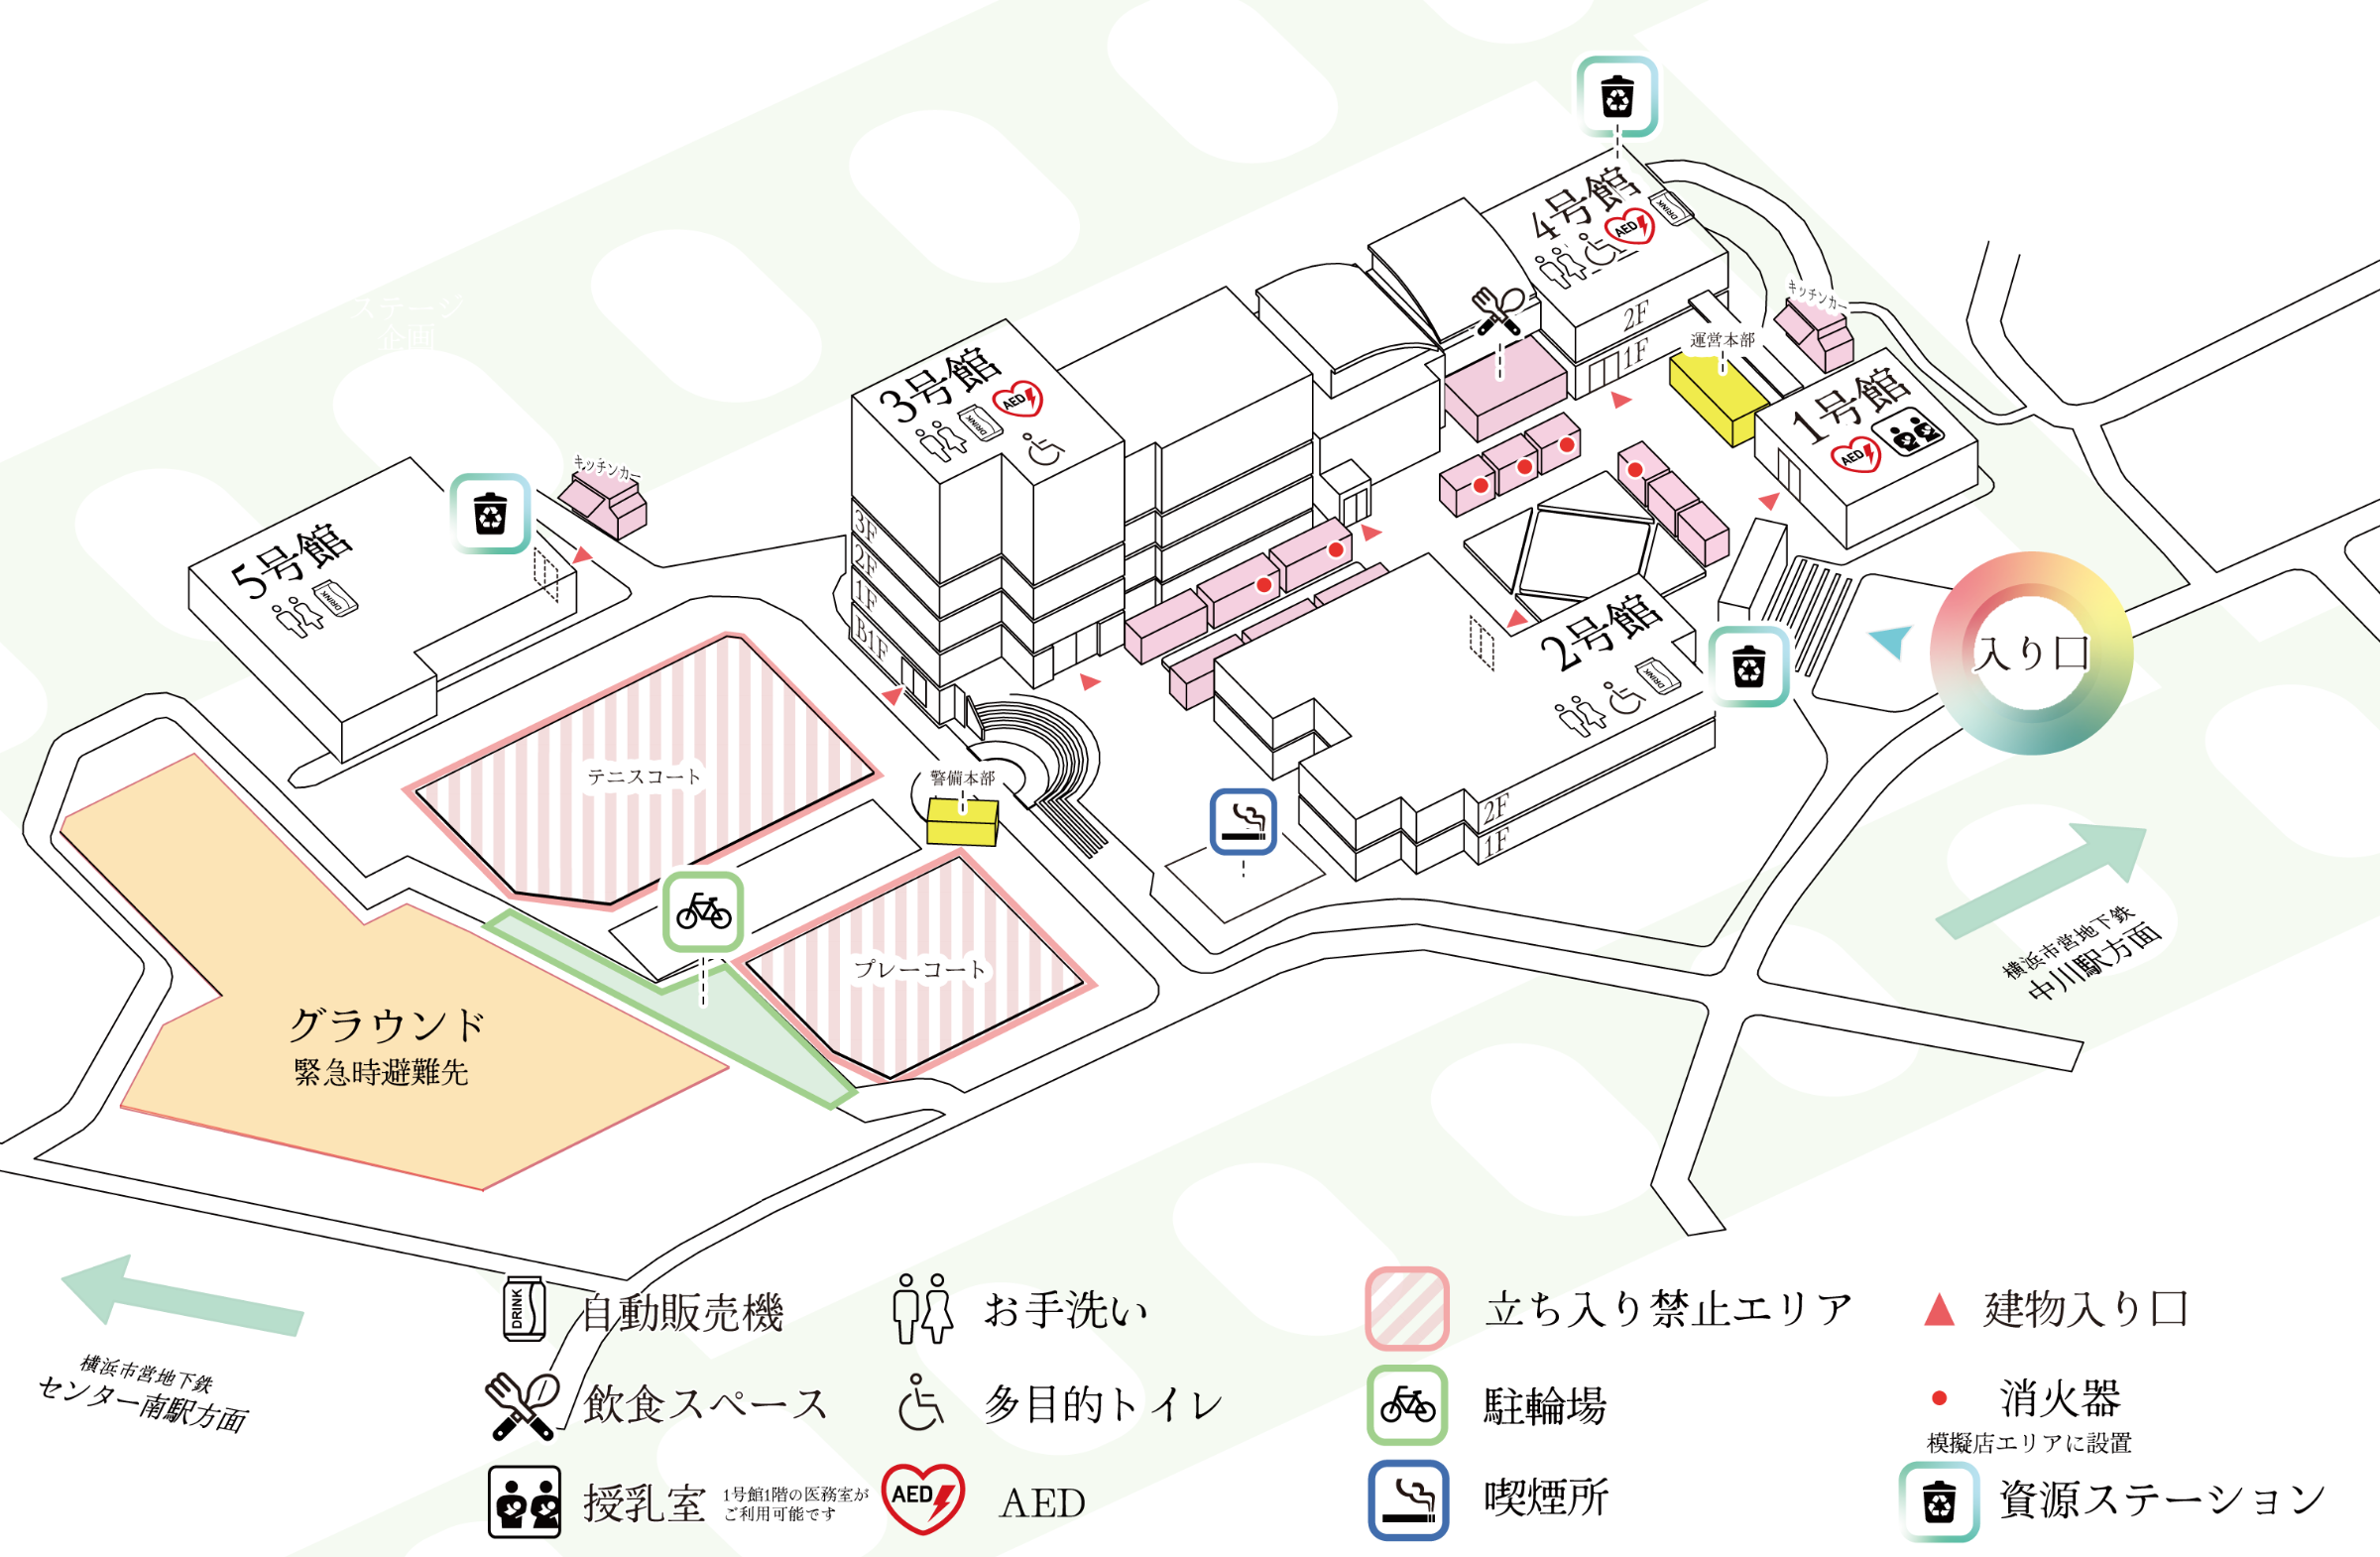 ステージ
企画
4号館
AED
DRINK
2F
1F
キッチンカー
運営本部
1号館
AED
3号館
AED
DRINK
3F
2F
1F
B1F
キッチンカー
5号館
DRINK
2号館
DRINK
2F
1F
入り口
テニスコート
警備本部
プレーコート
グラウンド
緊急時避難先
横浜市営地下鉄
中川駅方面
横浜市営地下鉄
センター南駅方面
DRINK
自動販売機
お手洗い
立ち入り禁止エリア
建物入り口
飲食スペース
多目的トイレ
駐輪場
消火器
模擬店エリアに設置
授乳室
1号館1階の医務室が
ご利用可能です
AED
AED
喫煙所
資源ステーション